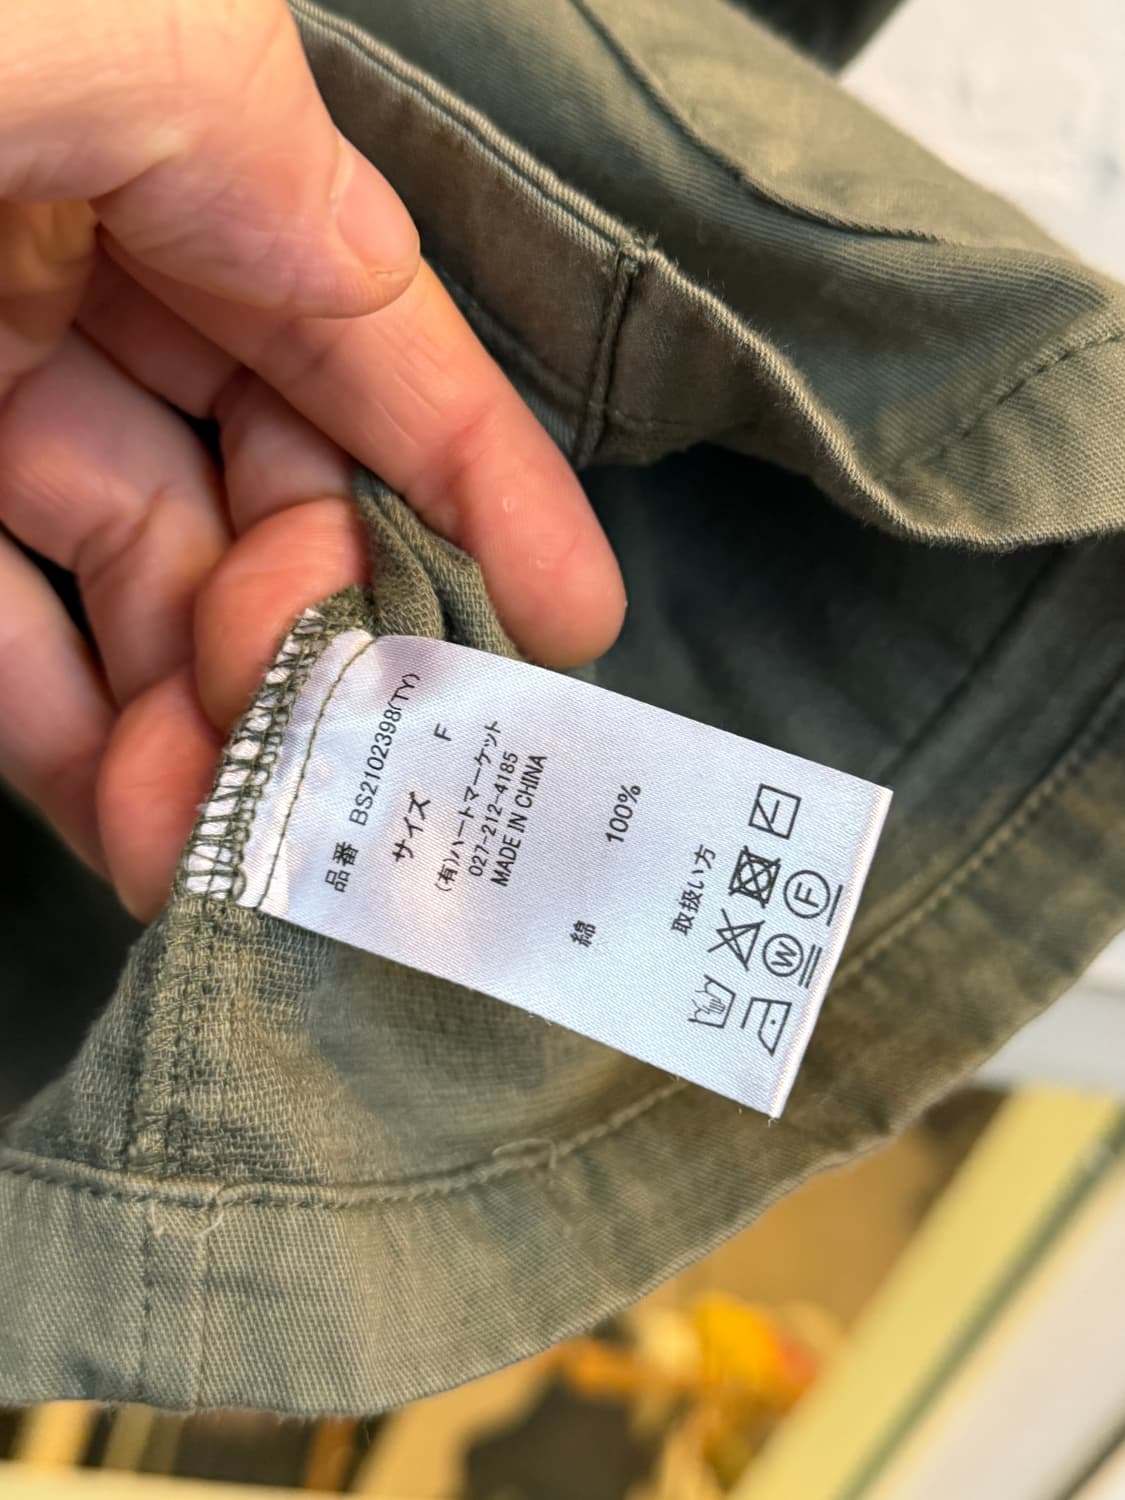 品番 BS2102398(TY)
サイズ F
(有)ハートマーケット
027-212-4185
MADE IN CHINA
綿 100%
取扱い方
F
W